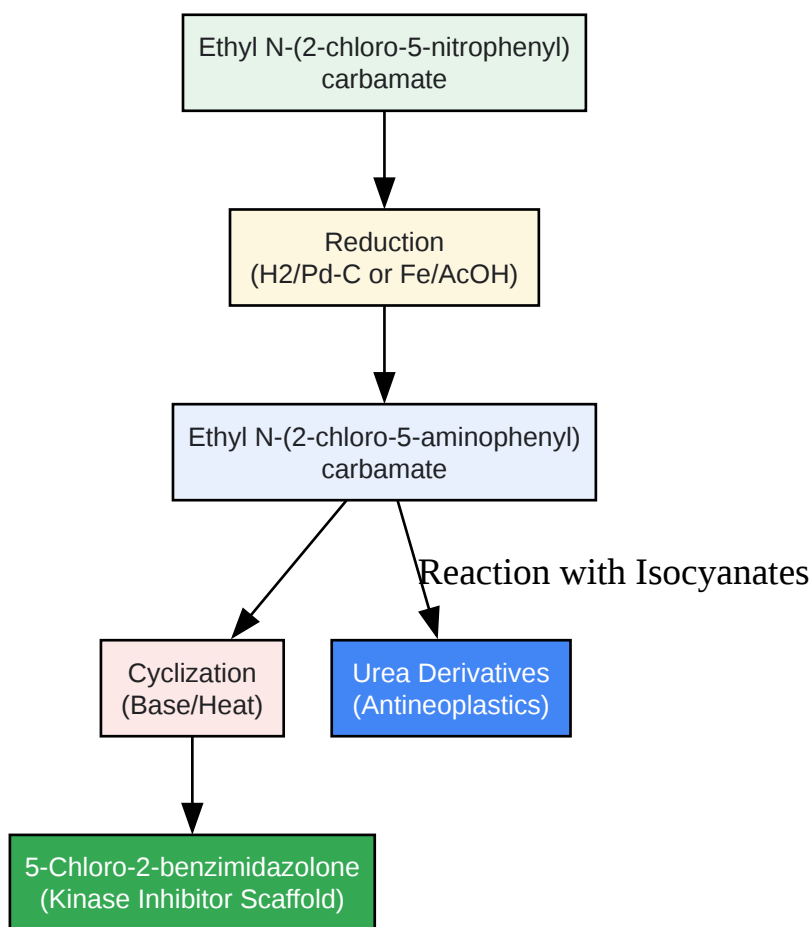 Ethyl N-(2-chloro-5-nitrophenyl)
carbamate
Reduction
(H2/Pd-C or Fe/AcOH)
Ethyl N-(2-chloro-5-aminophenyl)
carbamate
Reaction with Isocyanates
Cyclization
(Base/Heat)
Urea Derivatives
(Antineoplastics)
5-Chloro-2-benzimidazolone
(Kinase Inhibitor Scaffold)